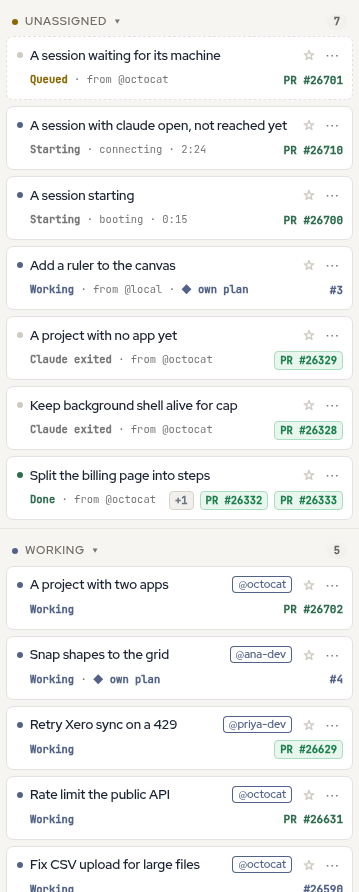 UNASSIGNED ▾ 7
A session waiting for its machine ☆ ···
Queued · from @octocat PR #26701
A session with claude open, not reached yet ☆ ···
Starting · connecting · 2:24 PR #26710
A session starting ☆ ···
Starting · booting · 0:15 PR #26700
Add a ruler to the canvas ☆ ···
Working · from @local · ◆ own plan #3
A project with no app yet ☆ ···
Claude exited · from @octocat PR #26329
Keep background shell alive for cap ☆ ···
Claude exited · from @octocat PR #26328
Split the billing page into steps ☆ ···
Done · from @octocat +1 PR #26332 PR #26333
WORKING ▾ 5
A project with two apps @octocat ☆ ···
Working PR #26702
Snap shapes to the grid @ana-dev ☆ ···
Working · ◆ own plan #4
Retry Xero sync on a 429 @priya-dev ☆ ···
Working PR #26629
Rate limit the public API @octocat ☆ ···
Working PR #26631
Fix CSV upload for large files @octocat ☆ ···
Working #26590